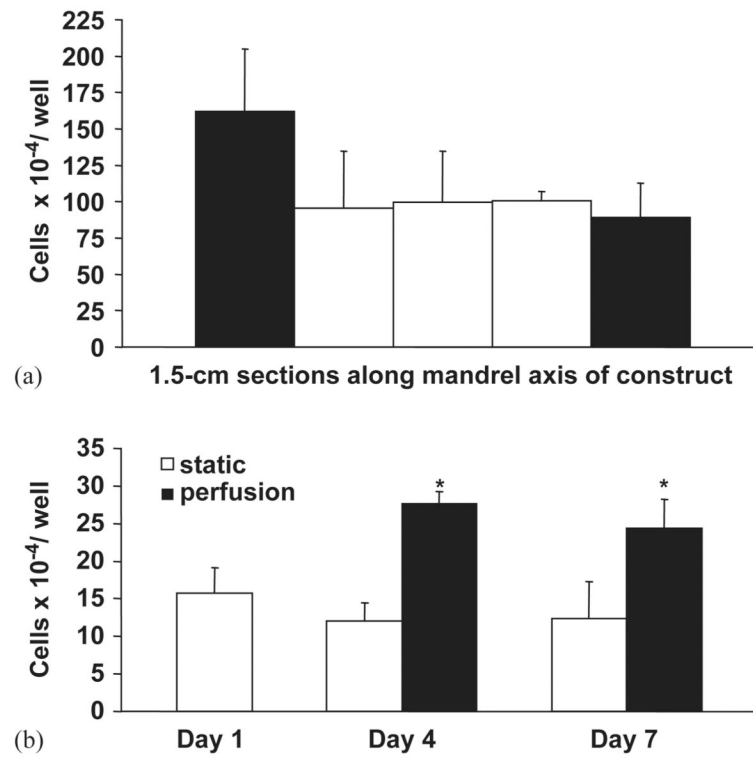 225
200
175
150
125
100
75
50
25
0
Cells x 10⁻⁴/ well
(a)
1.5-cm sections along mandrel axis of construct
35
30
25
20
15
10
5
0
Cells x 10⁻⁴/ well
static
perfusion
*
*
(b)
Day 1 Day 4 Day 7